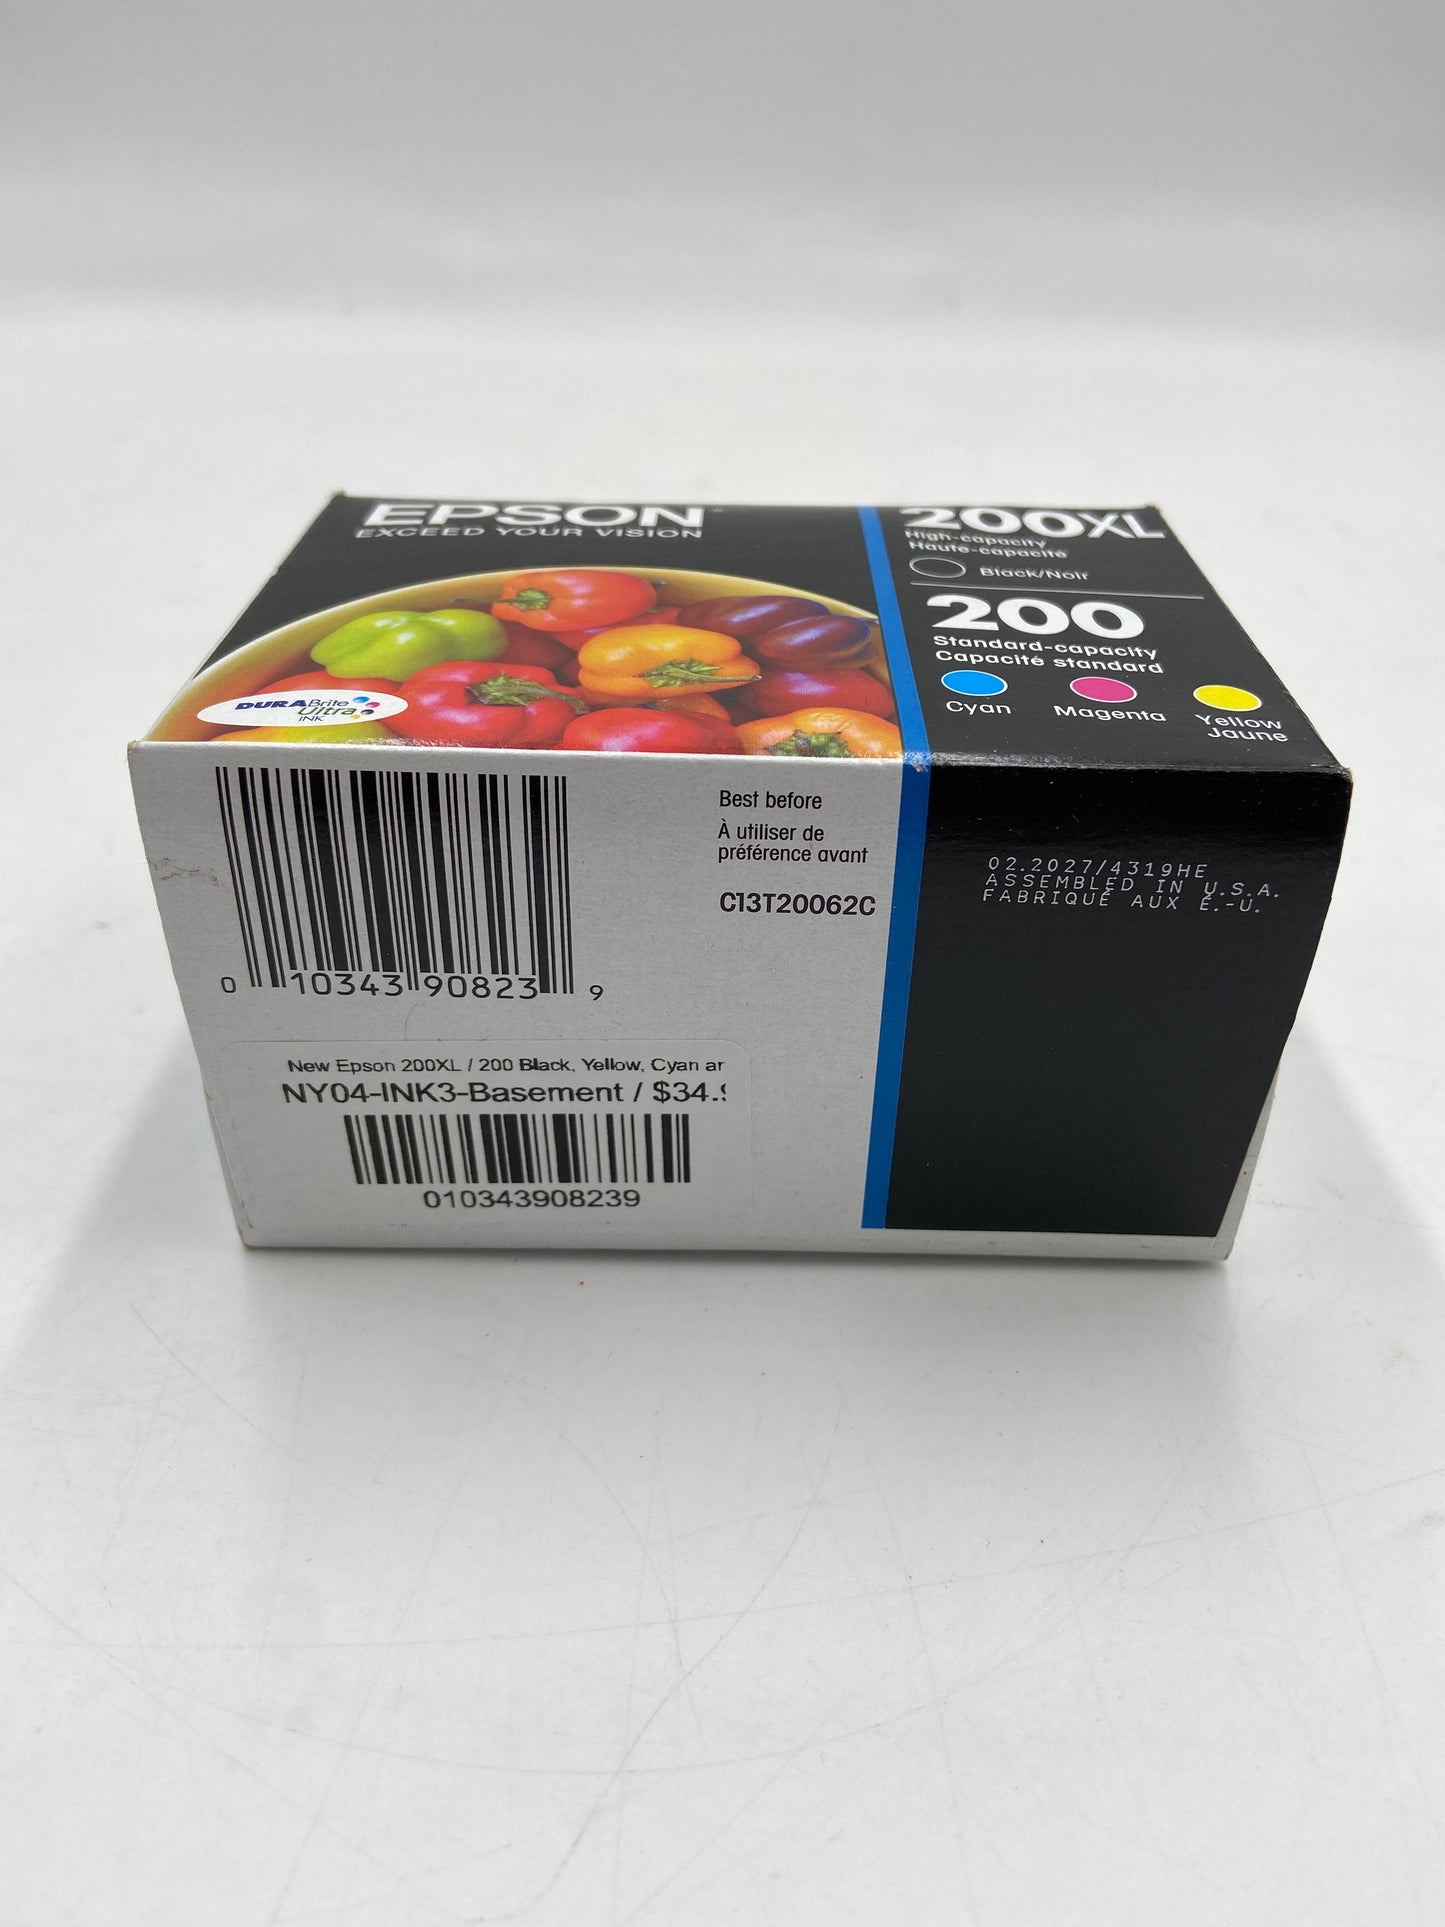 EPSON
EXCEED YOUR VISION
200XL
High-capacity
Haute-capacité
Black/Noir
200
Standard-capacity
Capacité standard
Cyan
Magenta
Yellow
Jaune
DURABrite
Ultra
INK
Best before
À utiliser de
préférence avant
C13T20062C
02.2027/4319HE
ASSEMBLED IN U.S.A.
FABRIQUÉ AUX É.-U.
0 10343 90823 9
New Epson 200XL / 200 Black, Yellow, Cyan ar
NY04-INK3-Basement / $34.9
010343908239